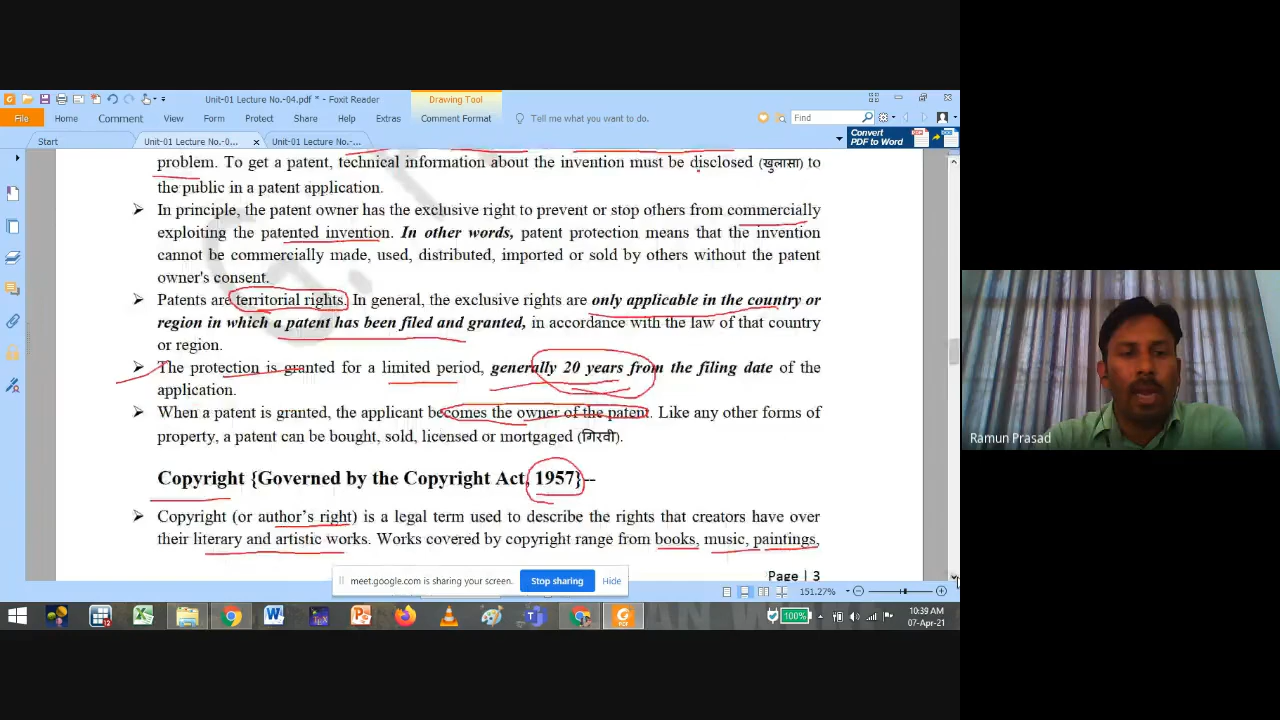 Unit-01 Lecture No.-04.pdf * - Foxit Reader
Drawing Tool
File Home Comment View Form Protect Share Help Extras Comment Format Tell me what you want to do. Find
Start Unit-01 Lecture No.-0... Unit-01 Lecture No.-...
Convert
PDF to Word
problem. To get a patent, technical information about the invention must be disclosed (खुलासा) to
the public in a patent application.
In principle, the patent owner has the exclusive right to prevent or stop others from commercially
exploiting the patented invention. In other words, patent protection means that the invention
cannot be commercially made, used, distributed, imported or sold by others without the patent
owner's consent.
Patents are territorial rights. In general, the exclusive rights are only applicable in the country or
region in which a patent has been filed and granted, in accordance with the law of that country
or region.
The protection is granted for a limited period, generally 20 years from the filing date of the
application.
When a patent is granted, the applicant becomes the owner of the patent. Like any other forms of
property, a patent can be bought, sold, licensed or mortgaged (गिरवी).
Copyright {Governed by the Copyright Act, 1957}--
Copyright (or author's right) is a legal term used to describe the rights that creators have over
their literary and artistic works. Works covered by copyright range from books, music, paintings,
Page | 3
meet.google.com is sharing your screen. Stop sharing Hide
151.27%
100%
10:39 AM
07-Apr-21
Ramun Prasad